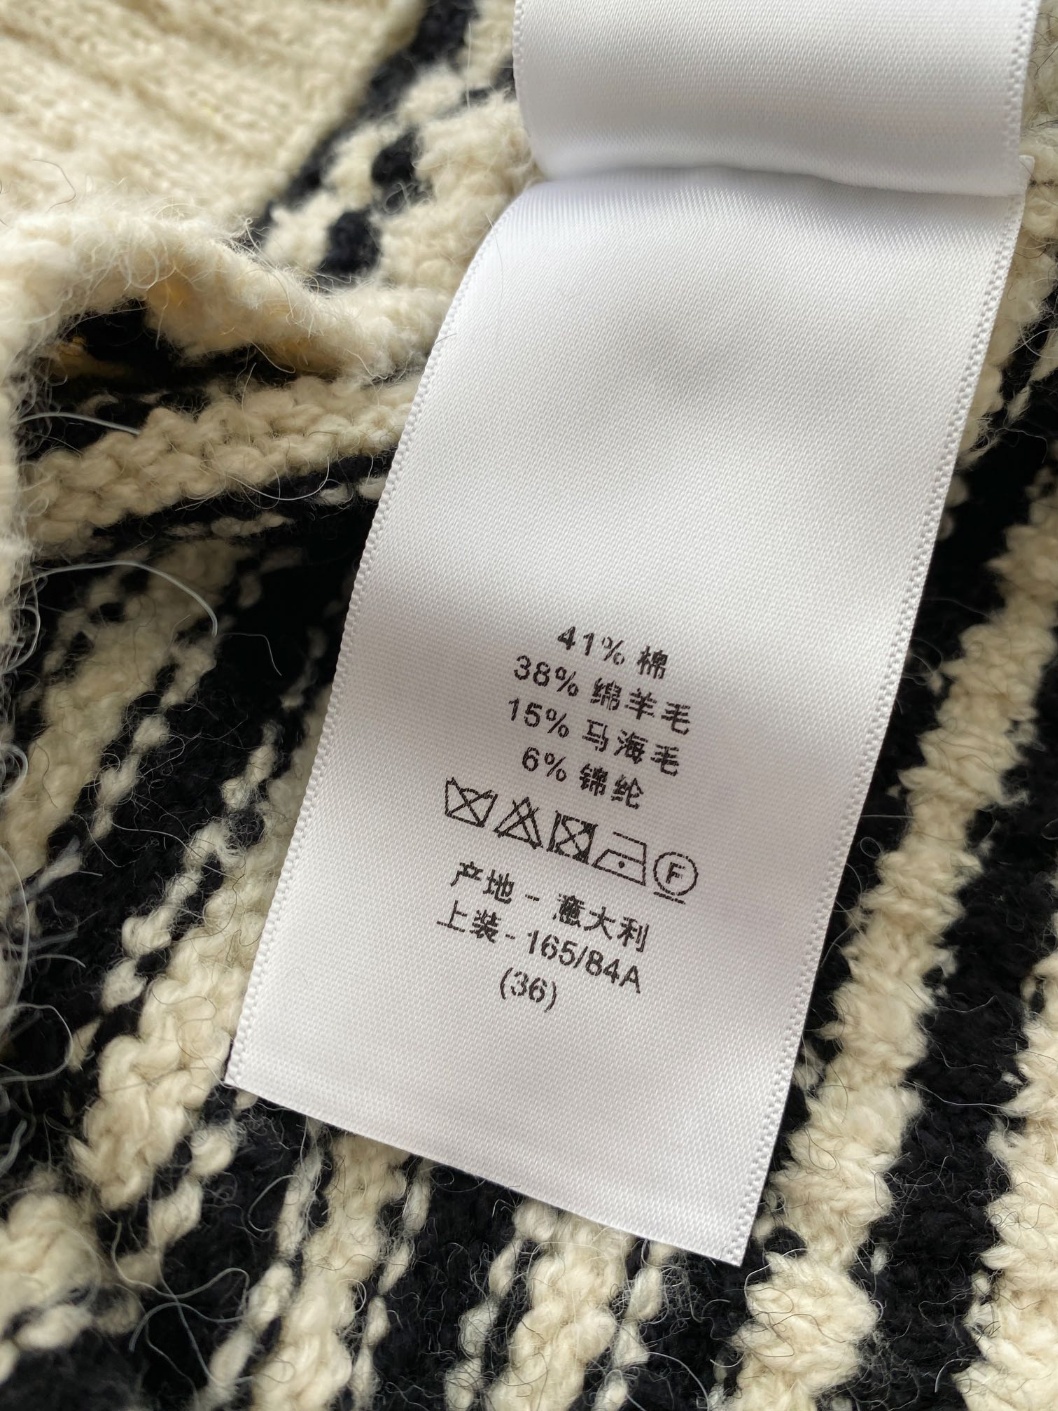 41% 棉
38% 绵羊毛
15% 马海毛
6% 锦纶
F
产地 - 意大利
上装 - 165/84A
(36)